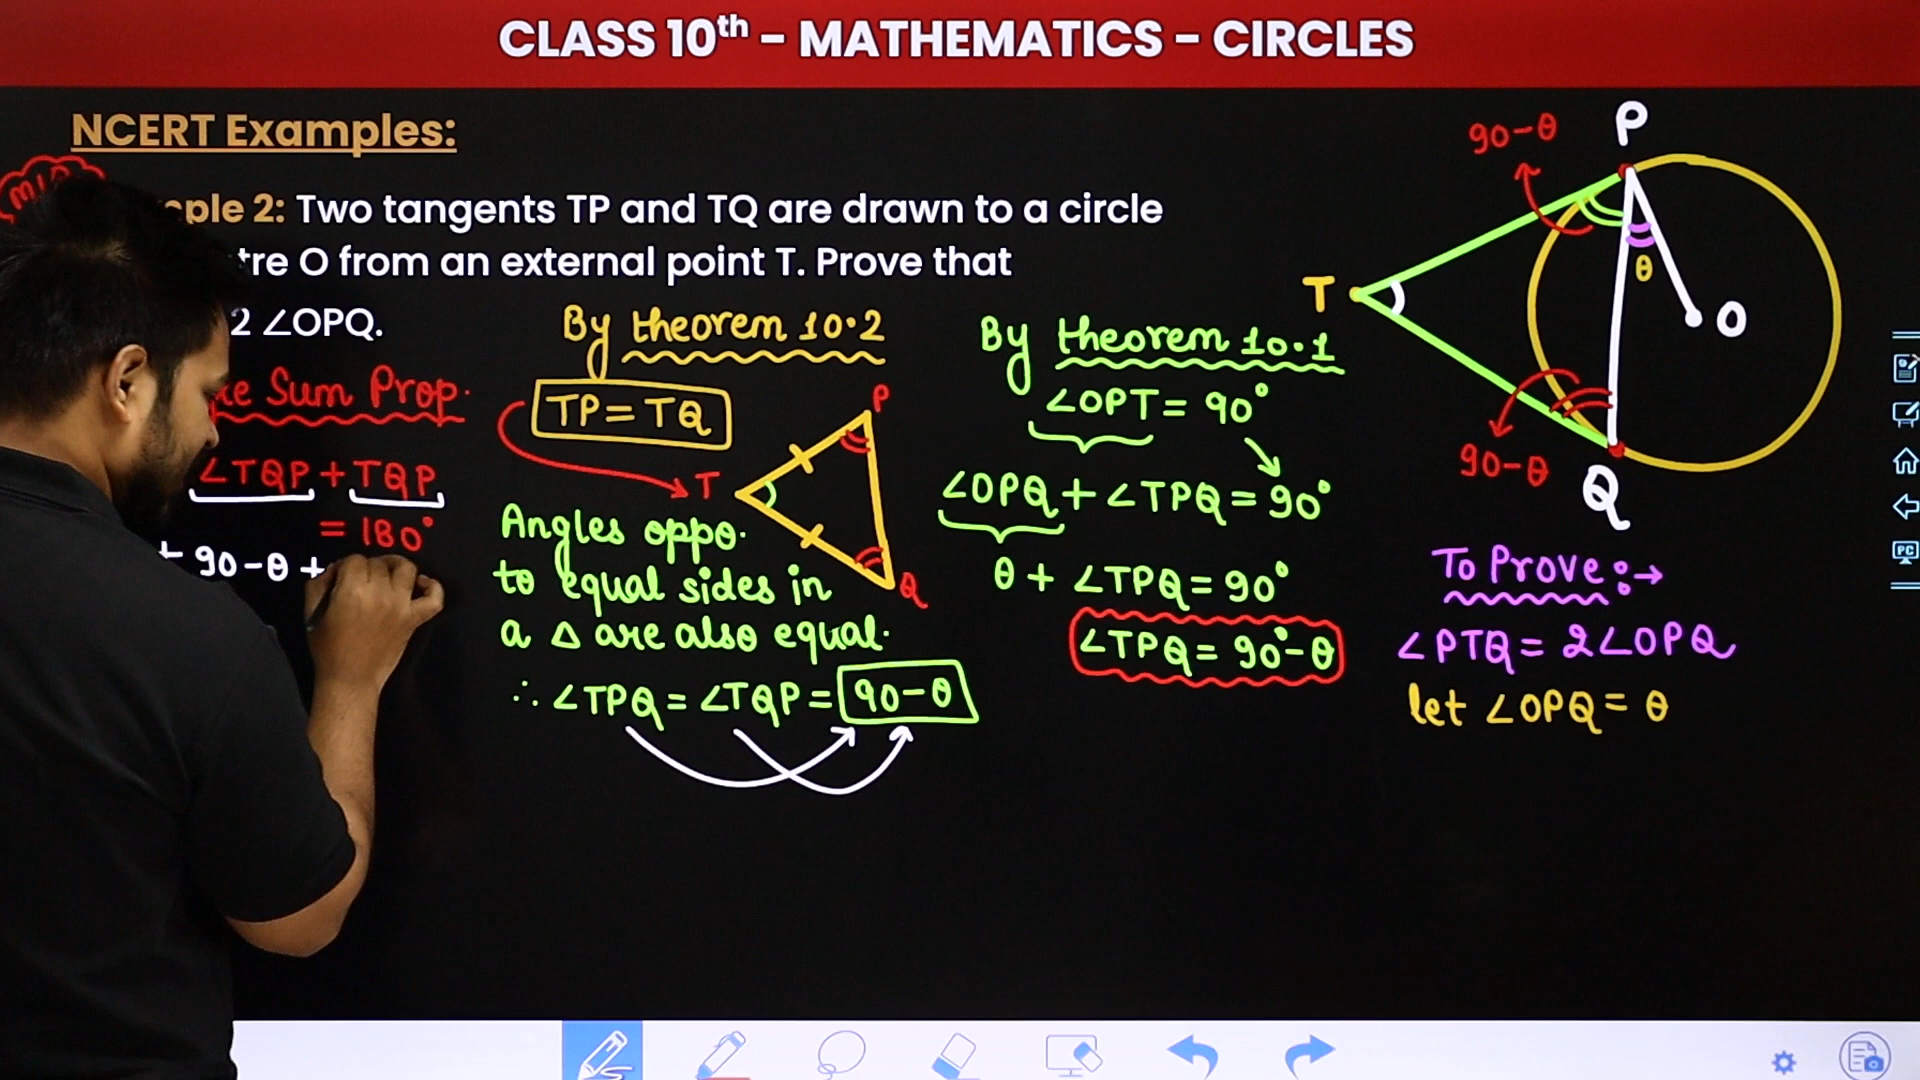 CLASS 10th - MATHEMATICS - CIRCLES
NCERT Examples:
ple 2: Two tangents TP and TQ are drawn to a circle
tre O from an external point T. Prove that
2 ∠OPQ.
Sum Prop.
∠TQP + TQP
= 180°
+ 90-θ +
By theorem 10.2
TP = TQ
P
T
Q
Angles oppo.
to equal sides in
a Δ are also equal.
∴ ∠TPQ = ∠TQP = 90-θ
By theorem 10.1
∠OPT = 90°
∠OPQ + ∠TPQ = 90°
θ + ∠TPQ = 90°
∠TPQ = 90°-θ
90-θ
P
T
θ
O
90-θ
Q
To Prove :→
∠PTQ = 2∠OPQ
let ∠OPQ = θ
PC